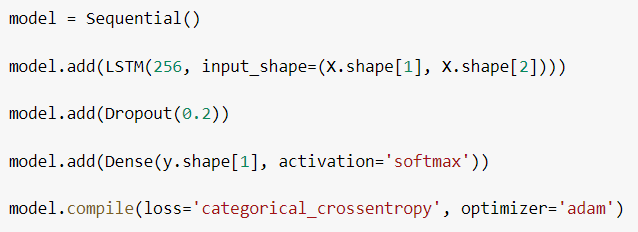 model = Sequential()
model.add(LSTM(256, input_shape=(X.shape[1], X.shape[2])))
model.add(Dropout(0.2))
model.add(Dense(y.shape[1], activation='softmax'))
model.compile(loss='categorical_crossentropy', optimizer='adam')